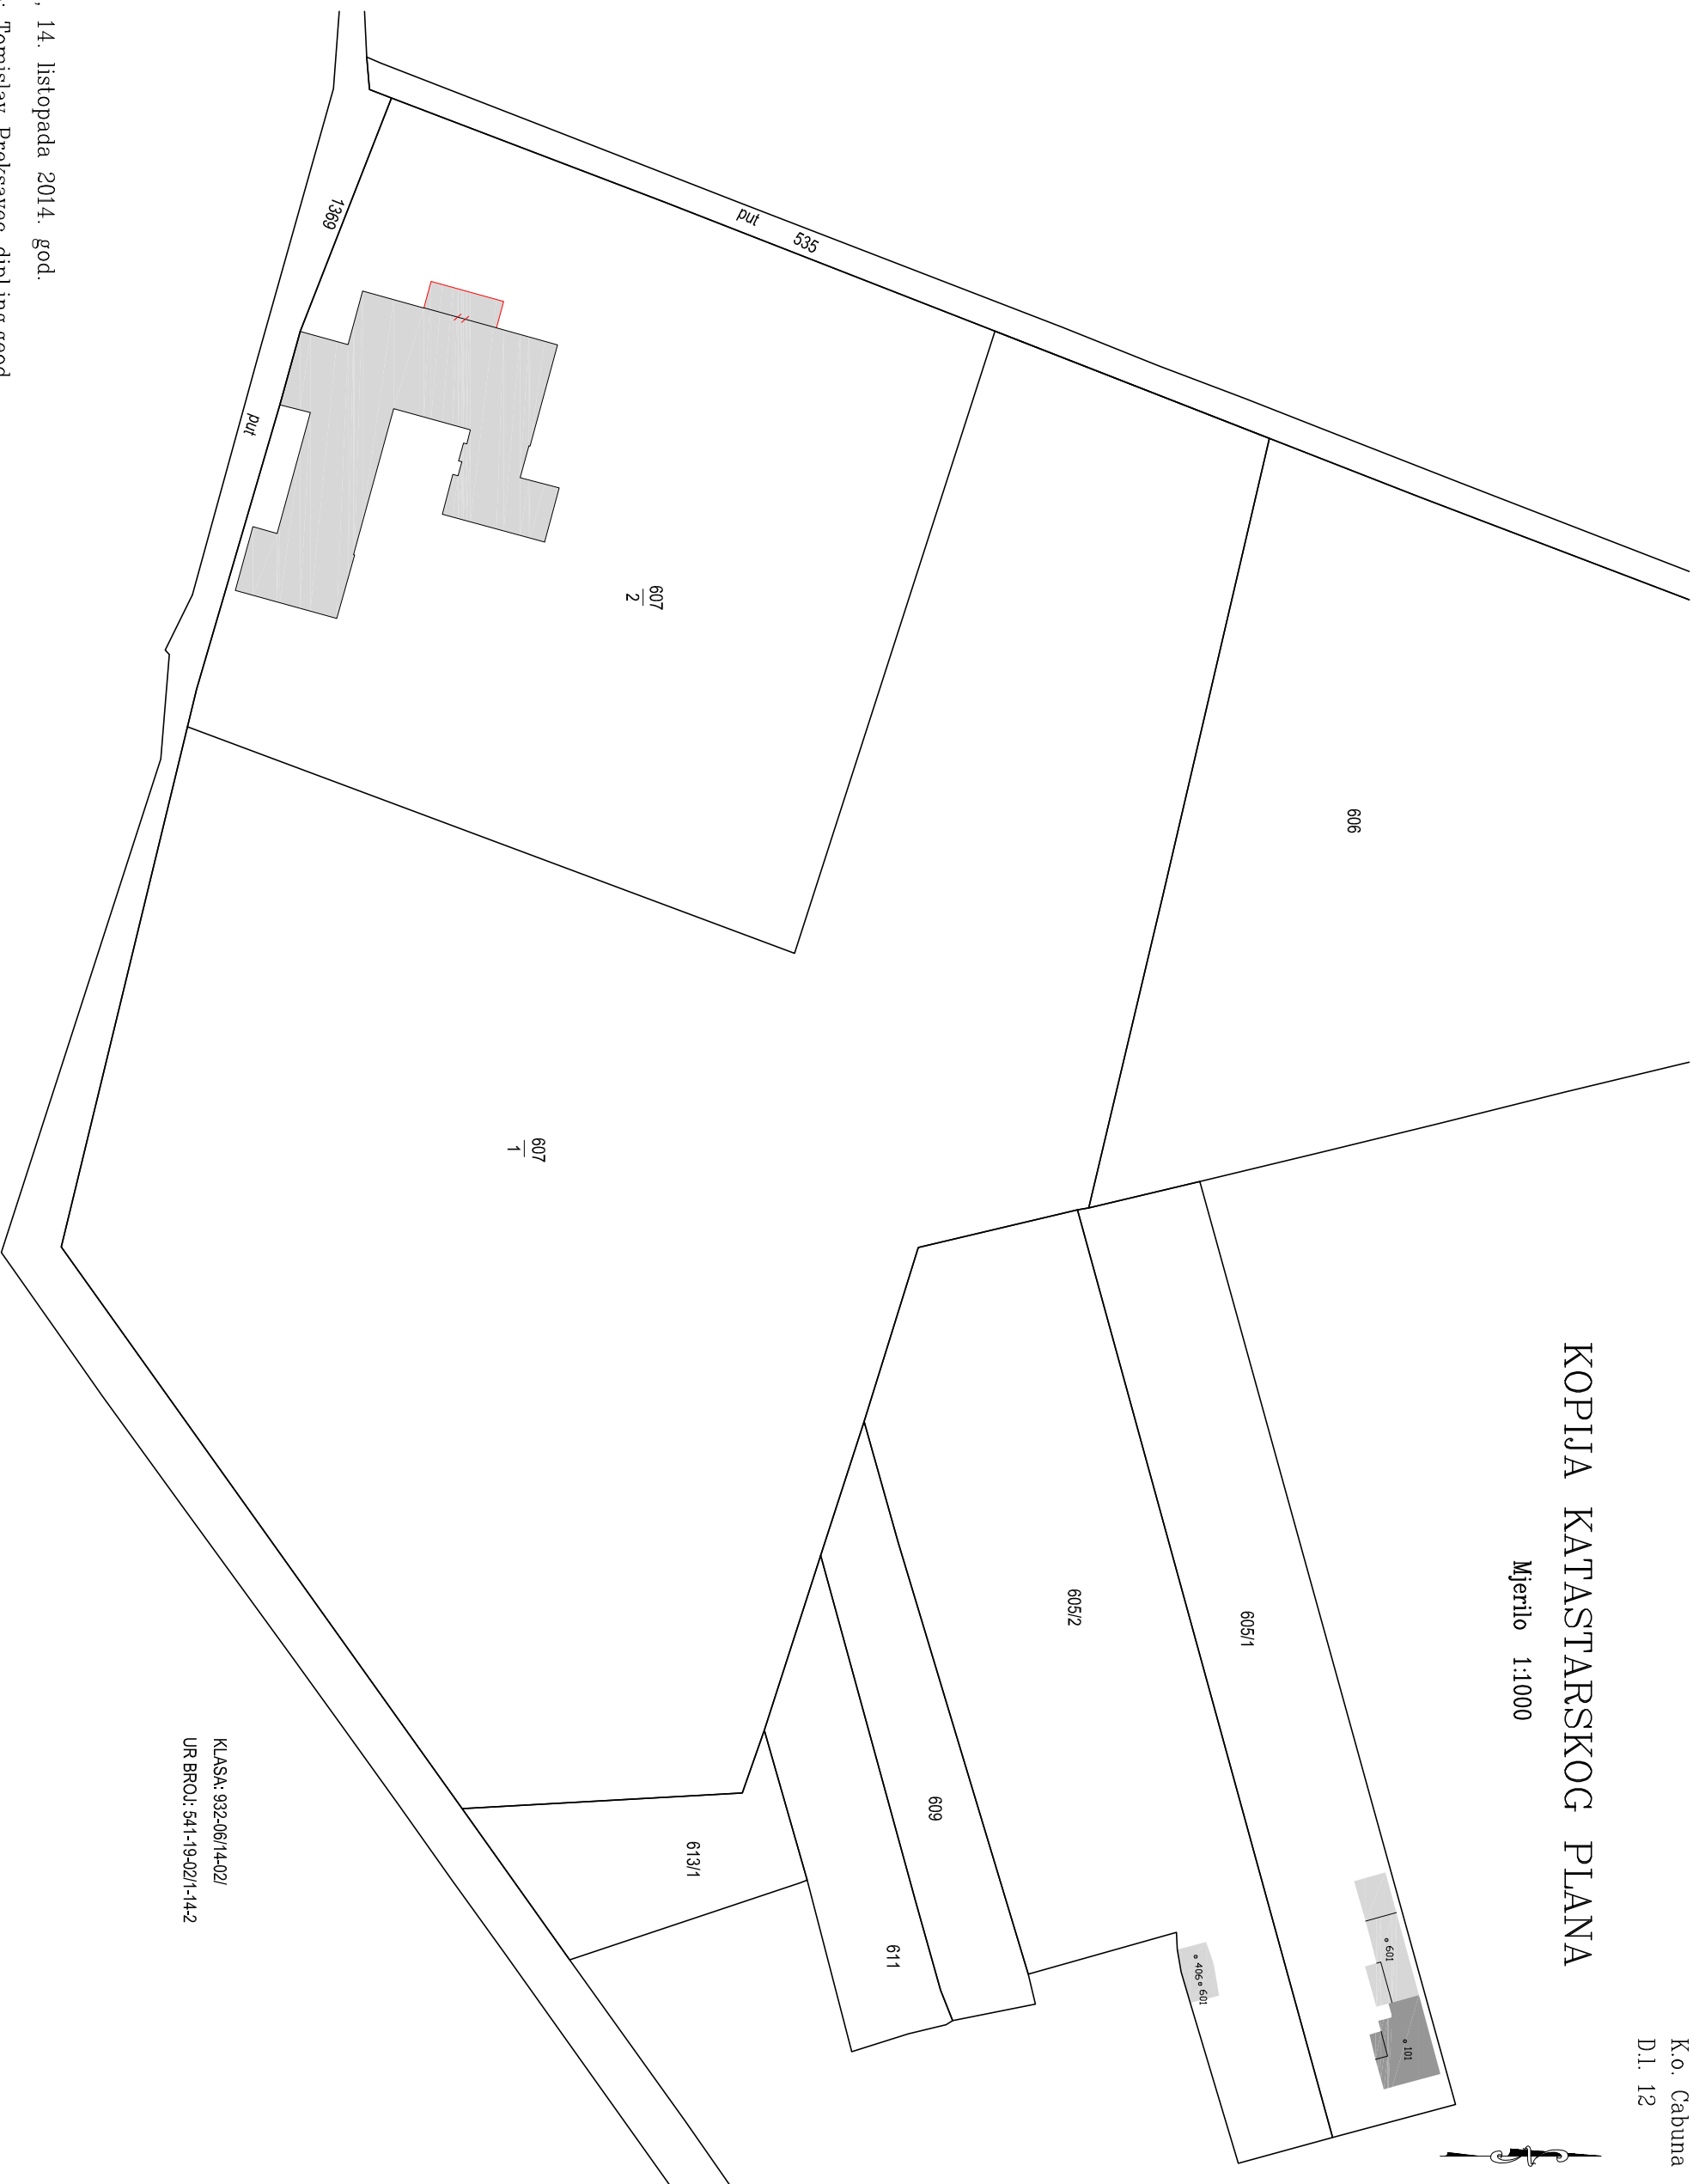 K.o. Cabuna
D.l. 12
KOPIJA KATASTARSKOG PLANA
Mjerilo 1:1000
606
put
535
607
2
607
1
1369
put
605/1
605/2
609
611
613/1
601
101
406 601
KLASA: 932-06/14-02/
UR BROJ: 541-19-02/1-14-2
, 14. listopada 2014. god.
: Tomislav